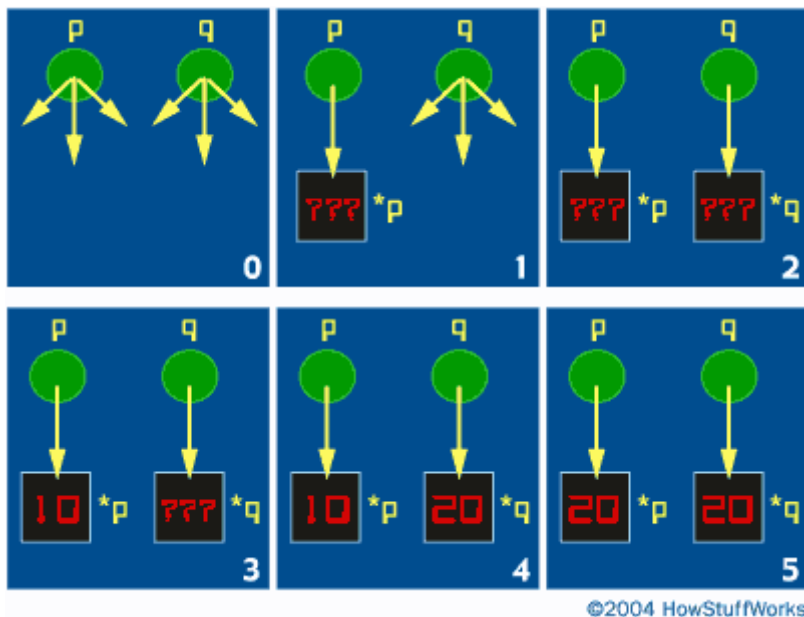 p q p q p q
??? *p ??? *p ??? *q
0 1 2
p q p q p q
10 *p ??? *q 10 *p 20 *q 20 *p 20 *q
3 4 5
©2004 HowStuffWorks